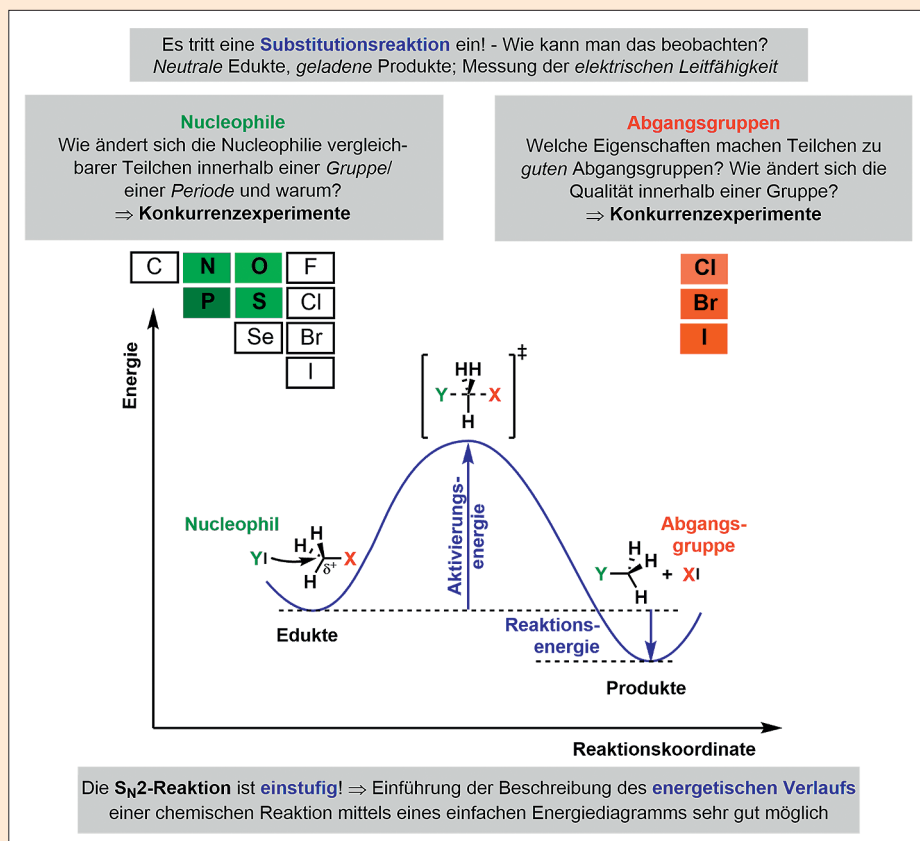 Es tritt eine Substitutionsreaktion ein! - Wie kann man das beobachten?
Neutrale Edukte, geladene Produkte; Messung der elektrischen Leitfähigkeit
Nucleophile
Wie ändert sich die Nucleophilie vergleich-
barer Teilchen innerhalb einer Gruppe/
einer Periode und warum?
⇒ Konkurrenzexperimente
Abgangsgruppen
Welche Eigenschaften machen Teilchen zu
guten Abgangsgruppen? Wie ändert sich die
Qualität innerhalb einer Gruppe?
⇒ Konkurrenzexperimente
C N O F
P S Cl
Se Br
I
Cl
Br
I
Energie
HH ‡
Y X
H
Aktivierungs-
energie
Nucleophil
H
H
YI X
δ+
H
Edukte
Abgangs-
gruppe
H
H
Y + XI
H
Reaktions-
energie
Produkte
Reaktionskoordinate
Die SN2-Reaktion ist einstufig! ⇒ Einführung der Beschreibung des energetischen Verlaufs
einer chemischen Reaktion mittels eines einfachen Energiediagramms sehr gut möglich